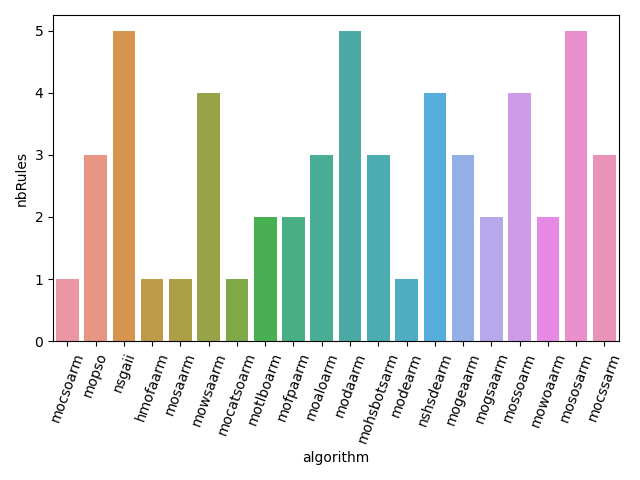 nbRules
5
4
3
2
1
0
mocsoarm
mopso
nsgaii
hmofaarm
mosaarm
mowsaarm
mocatsoarm
motlboarm
mofpaarm
moaloarm
modaarm
mohsbotsarm
modearm
nshsdearm
mogeaarm
mogsaarm
mossoarm
mowoaarm
mososarm
mocssarm
algorithm